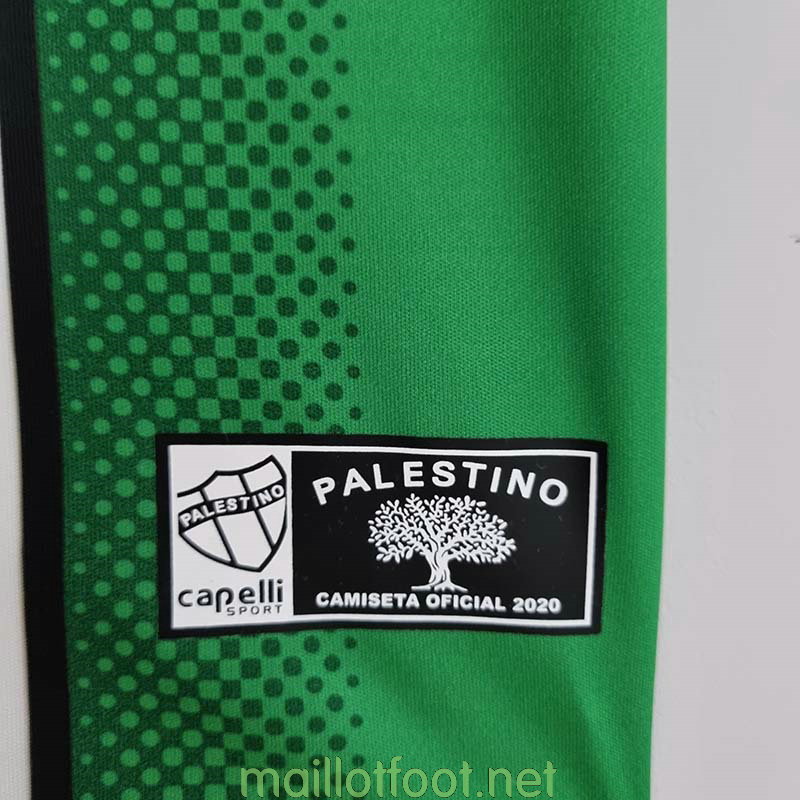 PALESTINO
capelli
SPORT
PALESTINO
CAMISETA OFICIAL 2020
maillotfoot.net